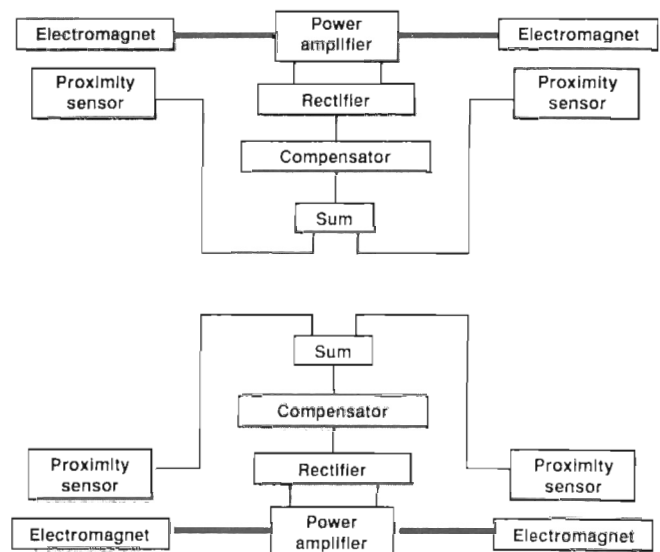 Electromagnet
Power
amplifier
Electromagnet
Proximity
sensor
Rectifier
Proximity
sensor
Compensator
Sum
Sum
Compensator
Proximity
sensor
Rectifier
Proximity
sensor
Electromagnet
Power
amplifier
Electromagnet